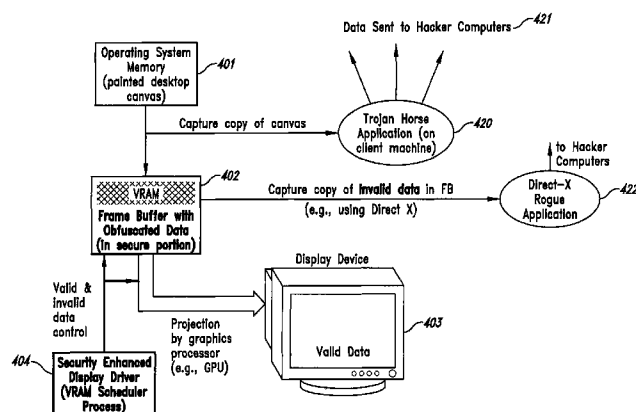 Data Sent to Hacker Computers
421
Operating System
Memory
(painted desktop
canvas)
401
Capture copy of canvas
Trojan Horse
Application (on
client machine)
420
to Hacker
Computers
402
VRAM
Frame Buffer with
Obfuscated Data
(in secure portion)
Capture copy of invalid data in FB
(e.g., using Direct X)
Direct-X
Rogue
Application
422
Display Device
Valid &
invalid
data
control
Projection
by graphics
processor
(e.g., GPU)
Valid Data
403
404
Security Enhanced
Display Driver
(VRAM Scheduler
Process)